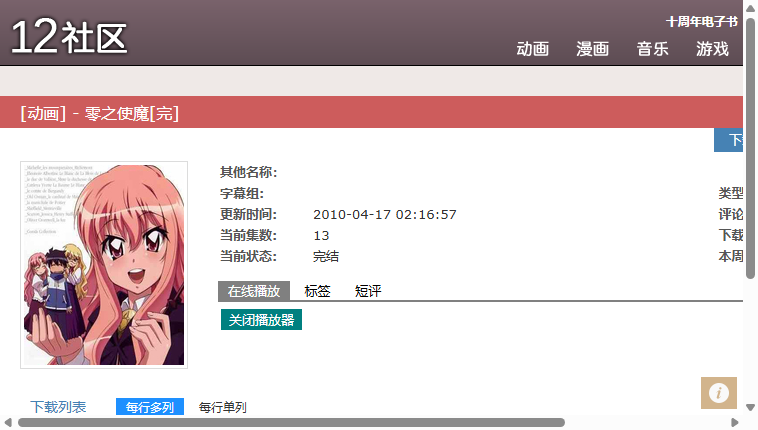 12社区
十周年电子书
动画 漫画 音乐 游戏
[动画] - 零之使魔[完]
其他名称:
字幕组:
类型
更新时间: 2010-04-17 02:16:57
评论
当前集数: 13
下载
当前状态: 完结
本周
在线播放 标签 短评
关闭播放器
下载列表 每行多列 每行单列